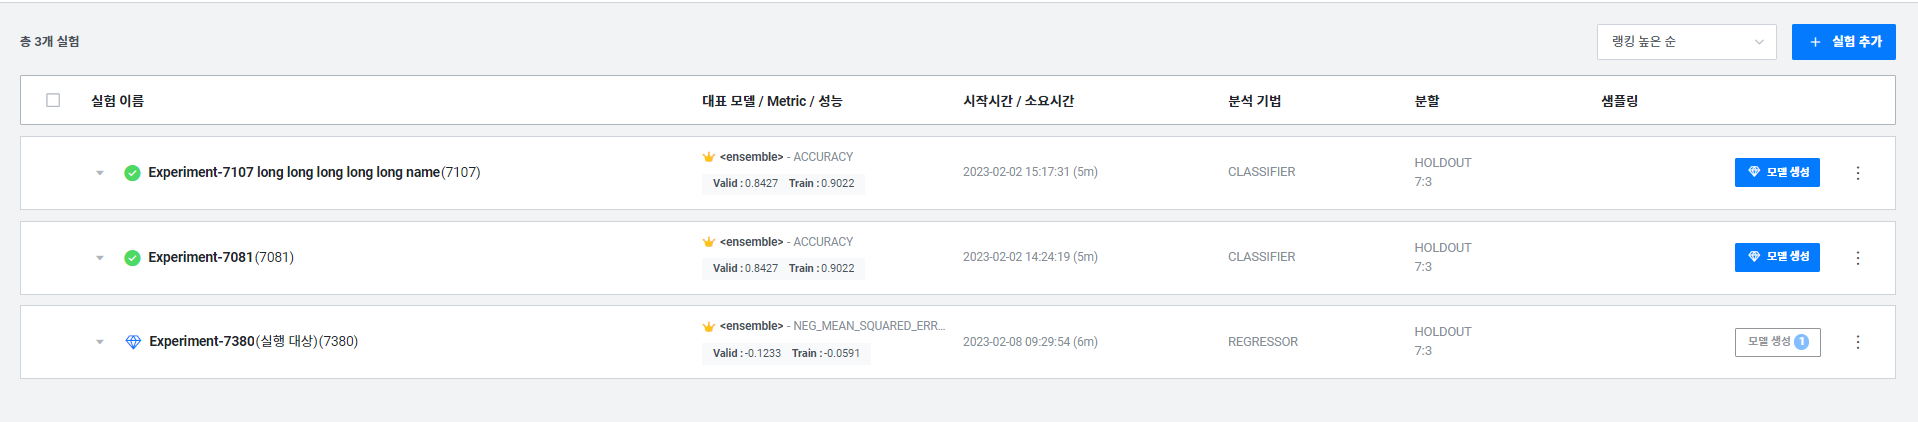 총 3개 실험
랭킹 높은 순
+ 실험 추가
실험 이름 대표 모델 / Metric / 성능 시작시간 / 소요시간 분석 기법 분할 샘플링
Experiment-7107 long long long long long name(7107)
<ensemble> - ACCURACY
Valid : 0.8427 Train : 0.9022
2023-02-02 15:17:31 (5m)
CLASSIFIER
HOLDOUT
7:3
모델 생성
Experiment-7081(7081)
<ensemble> - ACCURACY
Valid : 0.8427 Train : 0.9022
2023-02-02 14:24:19 (5m)
CLASSIFIER
HOLDOUT
7:3
모델 생성
Experiment-7380(실행 대상)(7380)
<ensemble> - NEG_MEAN_SQUARED_ERR...
Valid : -0.1233 Train : -0.0591
2023-02-08 09:29:54 (6m)
REGRESSOR
HOLDOUT
7:3
모델 생성 1